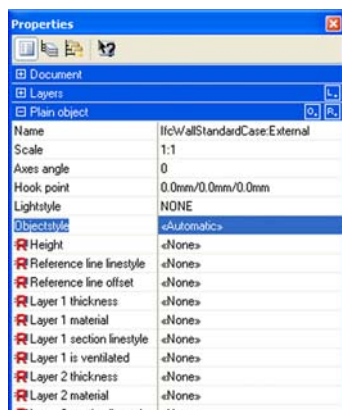 Properties
Document
Layers L.
Plain object O. R.
Name IfcWallStandardCase:External
Scale 1:1
Axes angle 0
Hook point 0.0mm/0.0mm/0.0mm
Lightstyle NONE
Objectstyle «Automatic»
R Height «None»
R Reference line linestyle «None»
R Reference line offset «None»
R Layer 1 thickness «None»
R Layer 1 material «None»
R Layer 1 section linestyle «None»
R Layer 1 is ventilated «None»
R Layer 2 thickness «None»
R Layer 2 material «None»